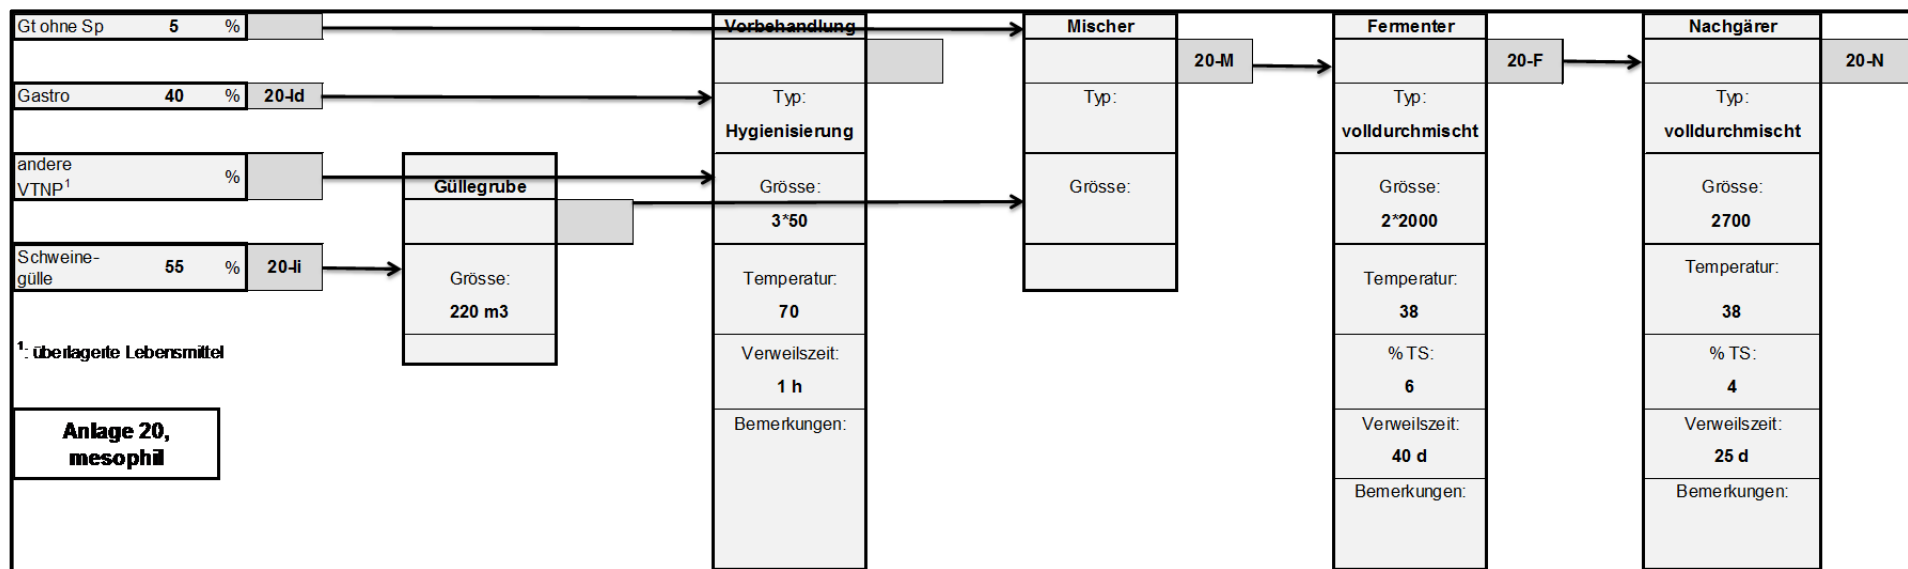 Gt ohne Sp 5 %
Gastro 40 % 20-Id
andere
VTNP¹ %
Schweine-
gülle 55 % 20-Ii
¹: überlagerte Lebensmittel
Anlage 20,
mesophil
Güllegrube
Grösse:
220 m3
Vorbehandlung
Typ:
Hygienisierung
Grösse:
3*50
Temperatur:
70
Verweilszeit:
1 h
Bemerkungen:
Mischer
20-M
Typ:
Grösse:
Fermenter
20-F
Typ:
volldurchmischt
Grösse:
2*2000
Temperatur:
38
% TS:
6
Verweilszeit:
40 d
Bemerkungen:
Nachgärer
20-N
Typ:
volldurchmischt
Grösse:
2700
Temperatur:
38
% TS:
4
Verweilszeit:
25 d
Bemerkungen: